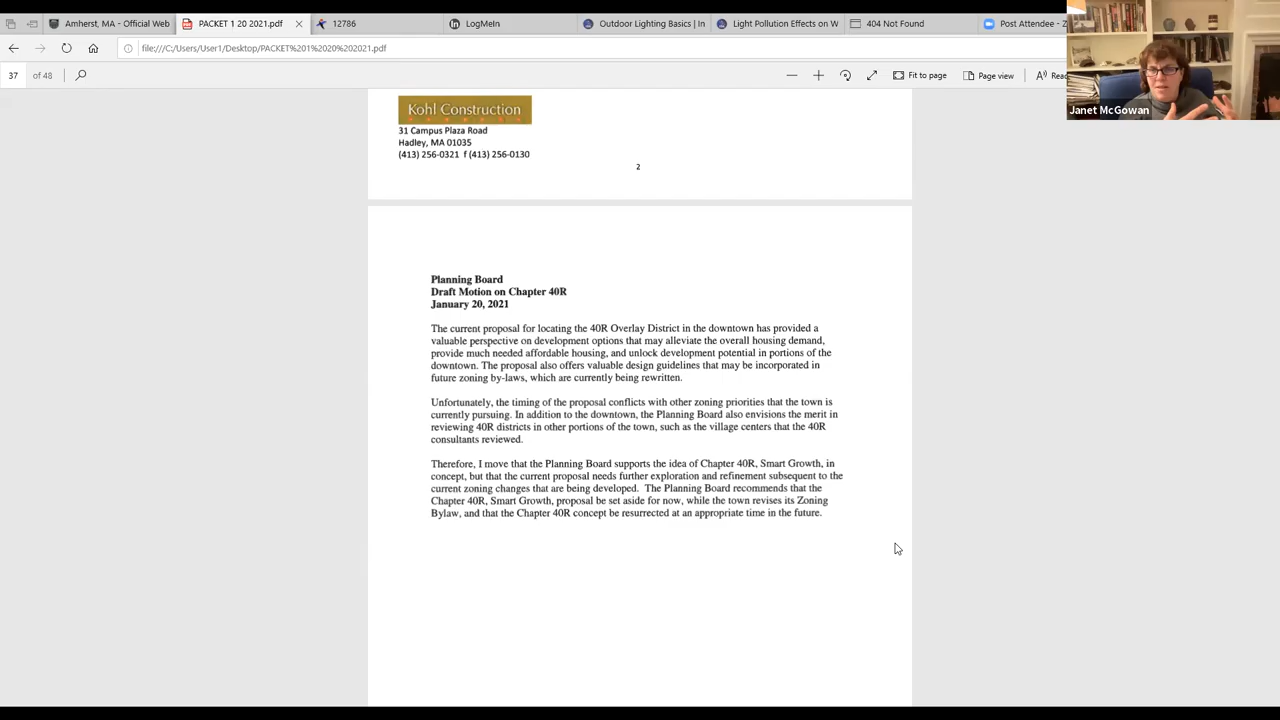 Amherst, MA - Official Web
PACKET 1 20 2021.pdf
12786
LogMeIn
Outdoor Lighting Basics | In
Light Pollution Effects on W
404 Not Found
Post Attendee - Z
file:///C:/Users/User1/Desktop/PACKET%201%2020%202021.pdf
37 of 48
Fit to page
Page view
Janet McGowan
Kohl Construction
31 Campus Plaza Road
Hadley, MA 01035
(413) 256-0321 f (413) 256-0130
2
Planning Board
Draft Motion on Chapter 40R
January 20, 2021
The current proposal for locating the 40R Overlay District in the downtown has provided a
valuable perspective on development options that may alleviate the overall housing demand,
provide much needed affordable housing, and unlock development potential in portions of the
downtown. The proposal also offers valuable design guidelines that may be incorporated in
future zoning by-laws, which are currently being rewritten.
Unfortunately, the timing of the proposal conflicts with other zoning priorities that the town is
currently pursuing. In addition to the downtown, the Planning Board also envisions the merit in
reviewing 40R districts in other portions of the town, such as the village centers that the 40R
consultants reviewed.
Therefore, I move that the Planning Board supports the idea of Chapter 40R, Smart Growth, in
concept, but that the current proposal needs further exploration and refinement subsequent to the
current zoning changes that are being developed. The Planning Board recommends that the
Chapter 40R, Smart Growth, proposal be set aside for now, while the town revises its Zoning
Bylaw, and that the Chapter 40R concept be resurrected at an appropriate time in the future.